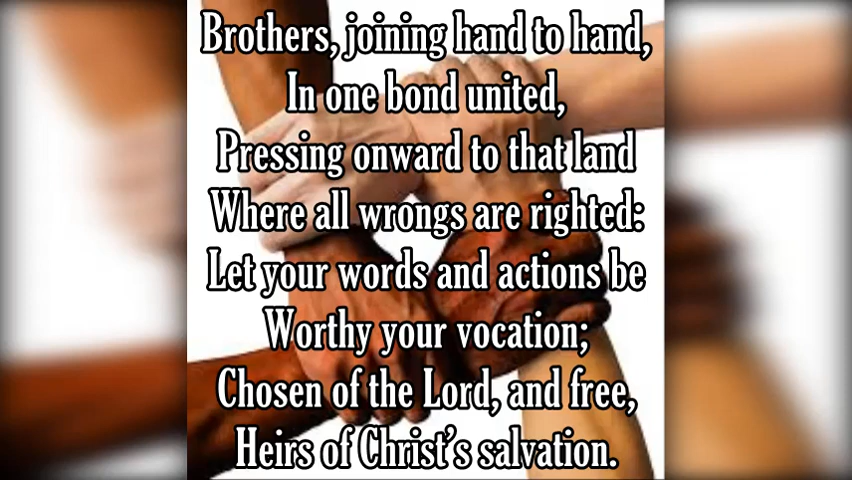 Brothers, joining hand to hand,
In one bond united,
Pressing onward to that land
Where all wrongs are righted:
Let your words and actions be
Worthy your vocation;
Chosen of the Lord, and free,
Heirs of Christ's salvation.